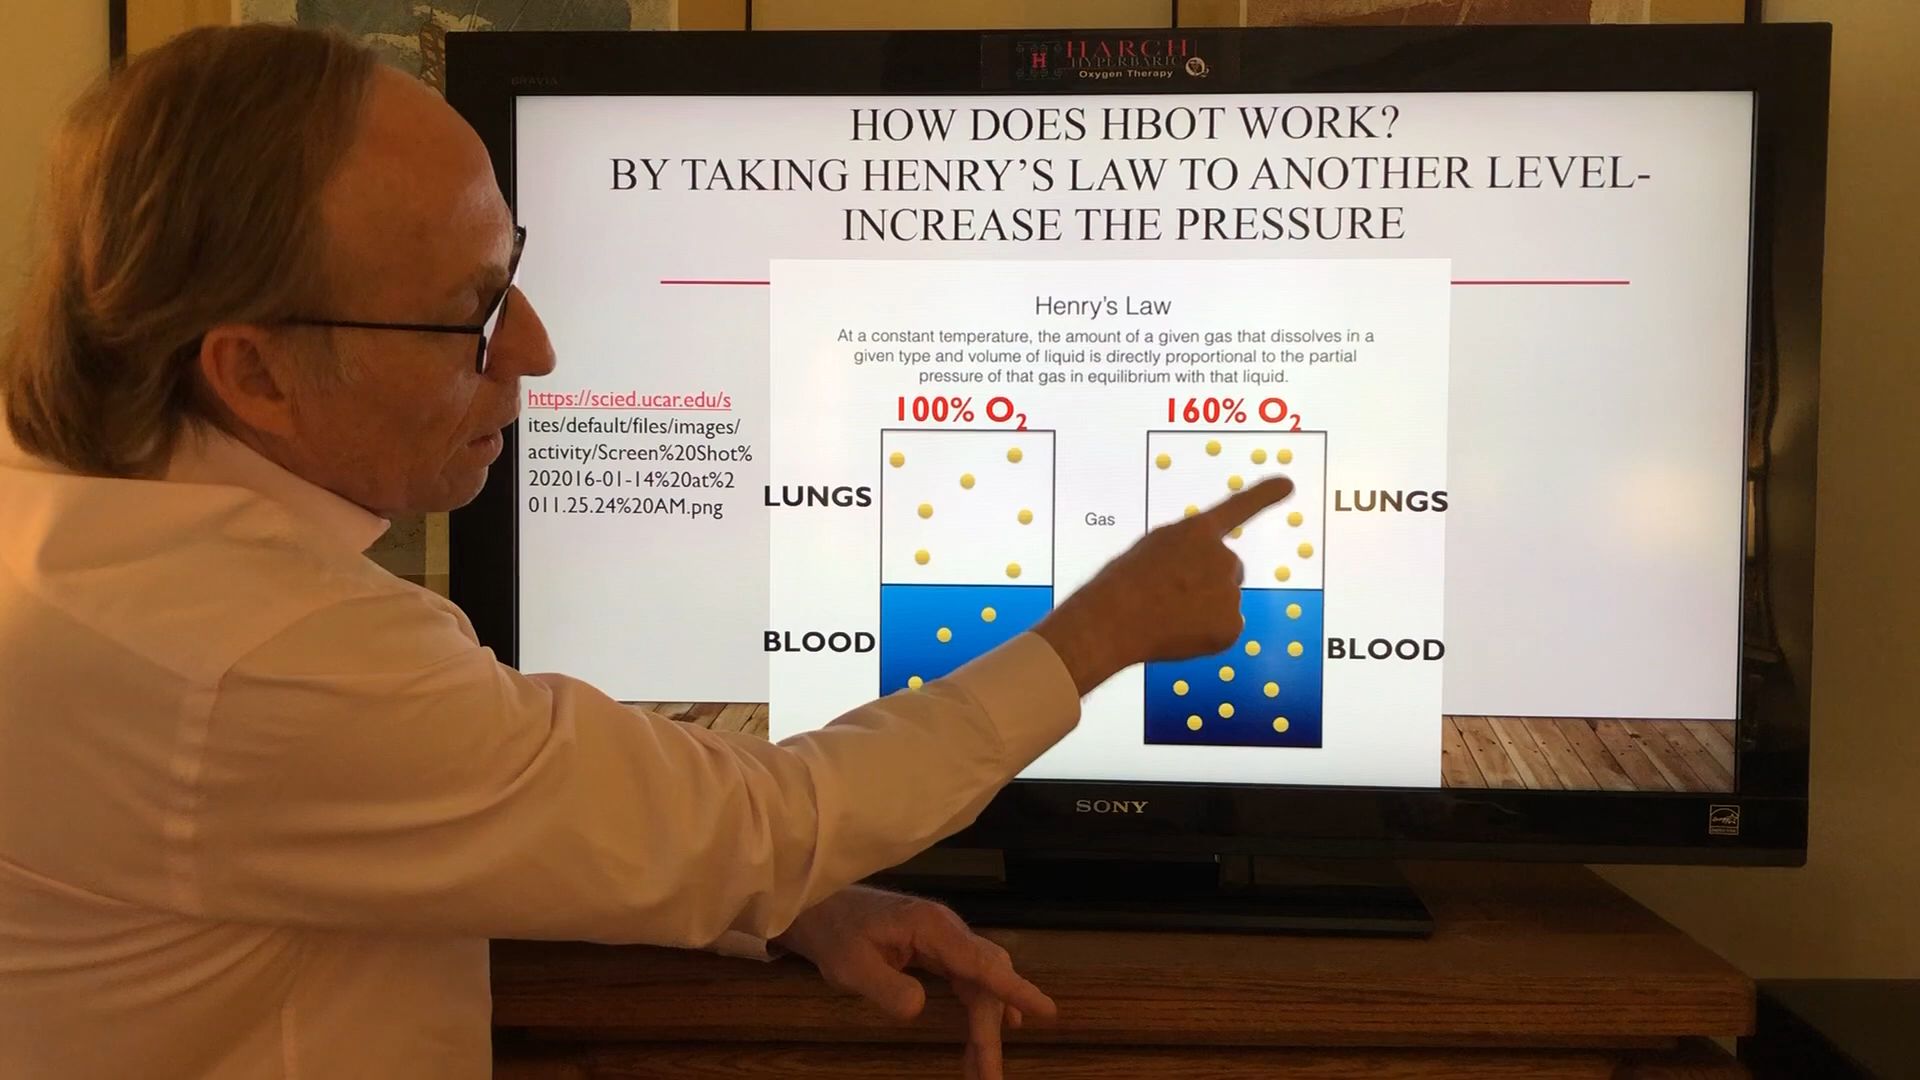 BRAVIA
H
HARCH
HYPERBARIC
Oxygen Therapy
O2
HOW DOES HBOT WORK?
BY TAKING HENRY’S LAW TO ANOTHER LEVEL-
INCREASE THE PRESSURE
Henry's Law
At a constant temperature, the amount of a given gas that dissolves in a
given type and volume of liquid is directly proportional to the partial
pressure of that gas in equilibrium with that liquid.
https://scied.ucar.edu/s
ites/default/files/images/
activity/Screen%20Shot%
202016-01-14%20at%2
011.25.24%20AM.png
100% O2
160% O2
LUNGS
Gas
LUNGS
BLOOD
BLOOD
SONY